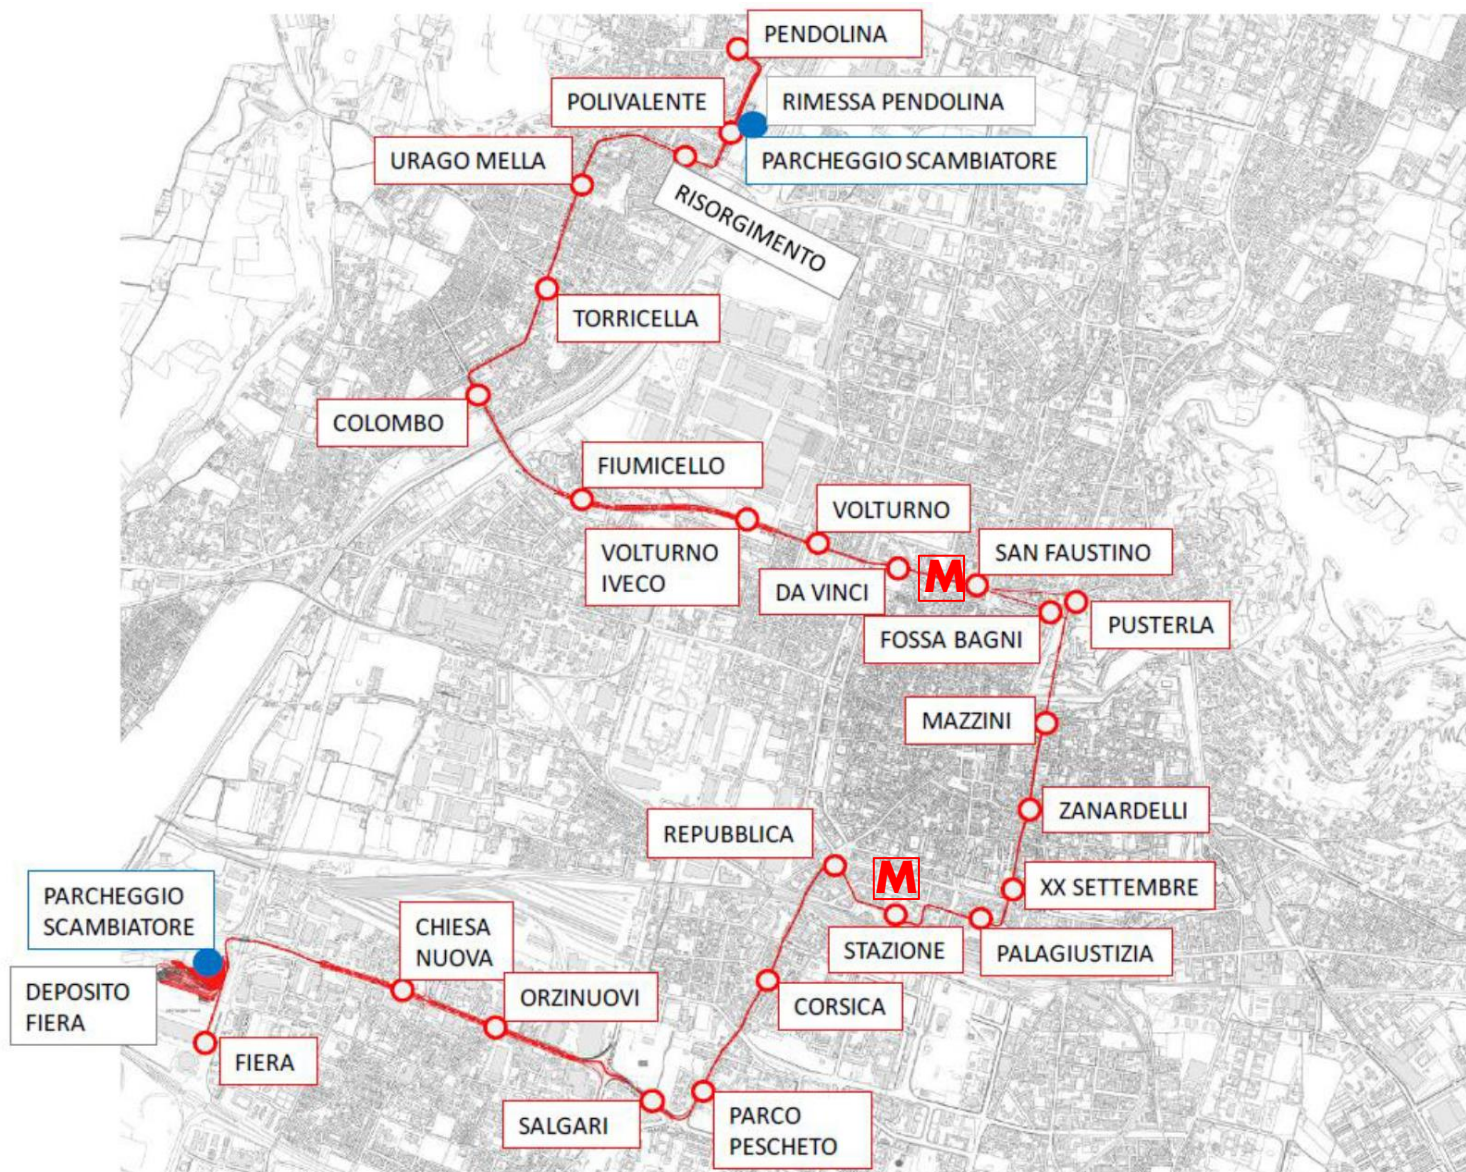 PENDOLINA
POLIVALENTE
RIMESSA PENDOLINA
URAGO MELLA
PARCHEGGIO SCAMBIATORE
RISORGIMENTO
TORRICELLA
COLOMBO
FIUMICELLO
VOLTURNO
VOLTURNO
IVECO
DA VINCI
M
SAN FAUSTINO
FOSSA BAGNI
PUSTERLA
MAZZINI
ZANARDELLI
REPUBBLICA
M
XX SETTEMBRE
STAZIONE
PALAGIUSTIZIA
PARCHEGGIO
SCAMBIATORE
CHIESA
NUOVA
DEPOSITO
FIERA
ORZINUOVI
CORSICA
FIERA
SALGARI
PARCO
PESCHETO